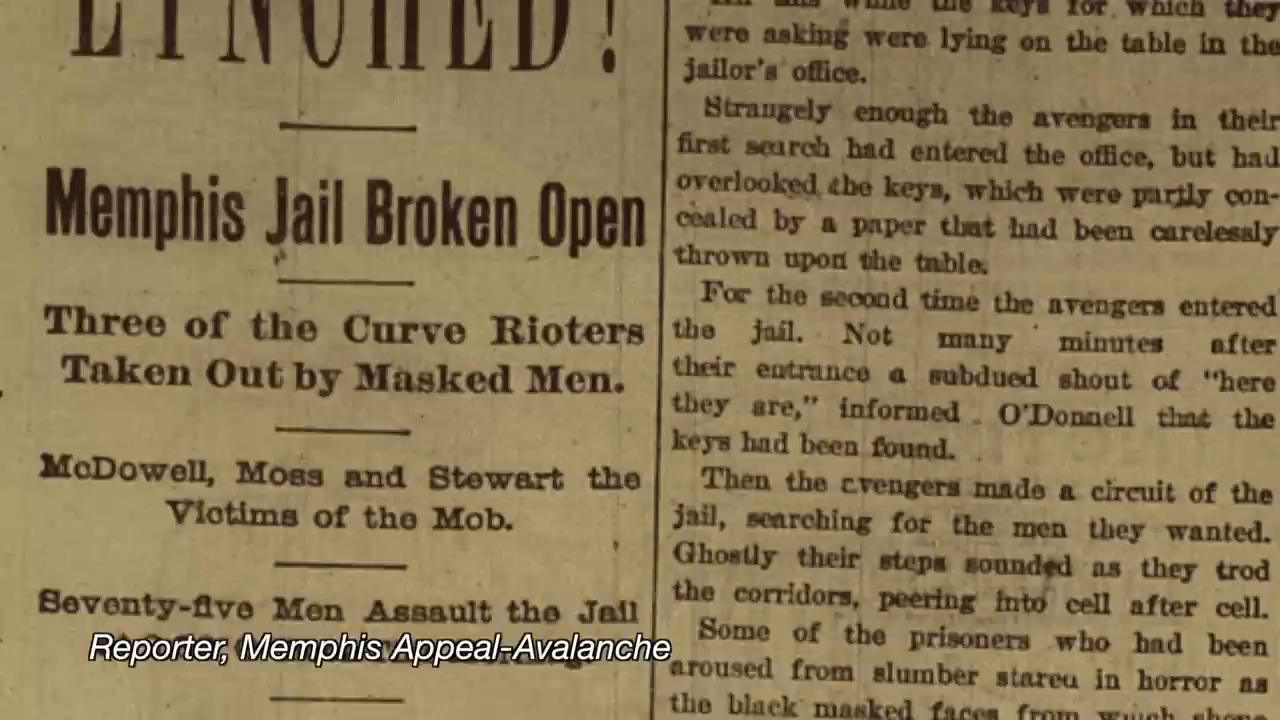 LYNCHED!
Memphis Jail Broken Open
Three of the Curve Rioters
Taken Out by Masked Men.
McDowell, Moss and Stewart the
Victims of the Mob.
Seventy-five Men Assault the Jail
Reporter, Memphis Appeal-Avalanche
while the keys for which they
were asking were lying on the table in the
jailor's office.
Strangely enough the avengers in their
first search had entered the office, but had
overlooked the keys, which were partly con-
cealed by a paper that had been carelessly
thrown upon the table.
For the second time the avengers entered
the jail. Not many minutes after
their entrance a subdued shout of "here
they are," informed O'Donnell that the
keys had been found.
Then the avengers made a circuit of the
jail, searching for the men they wanted.
Ghostly their steps sounded as they trod
the corridors, peering into cell after cell.
Some of the prisoners who had been
aroused from slumber stared in horror as
the black masked faces from which shone